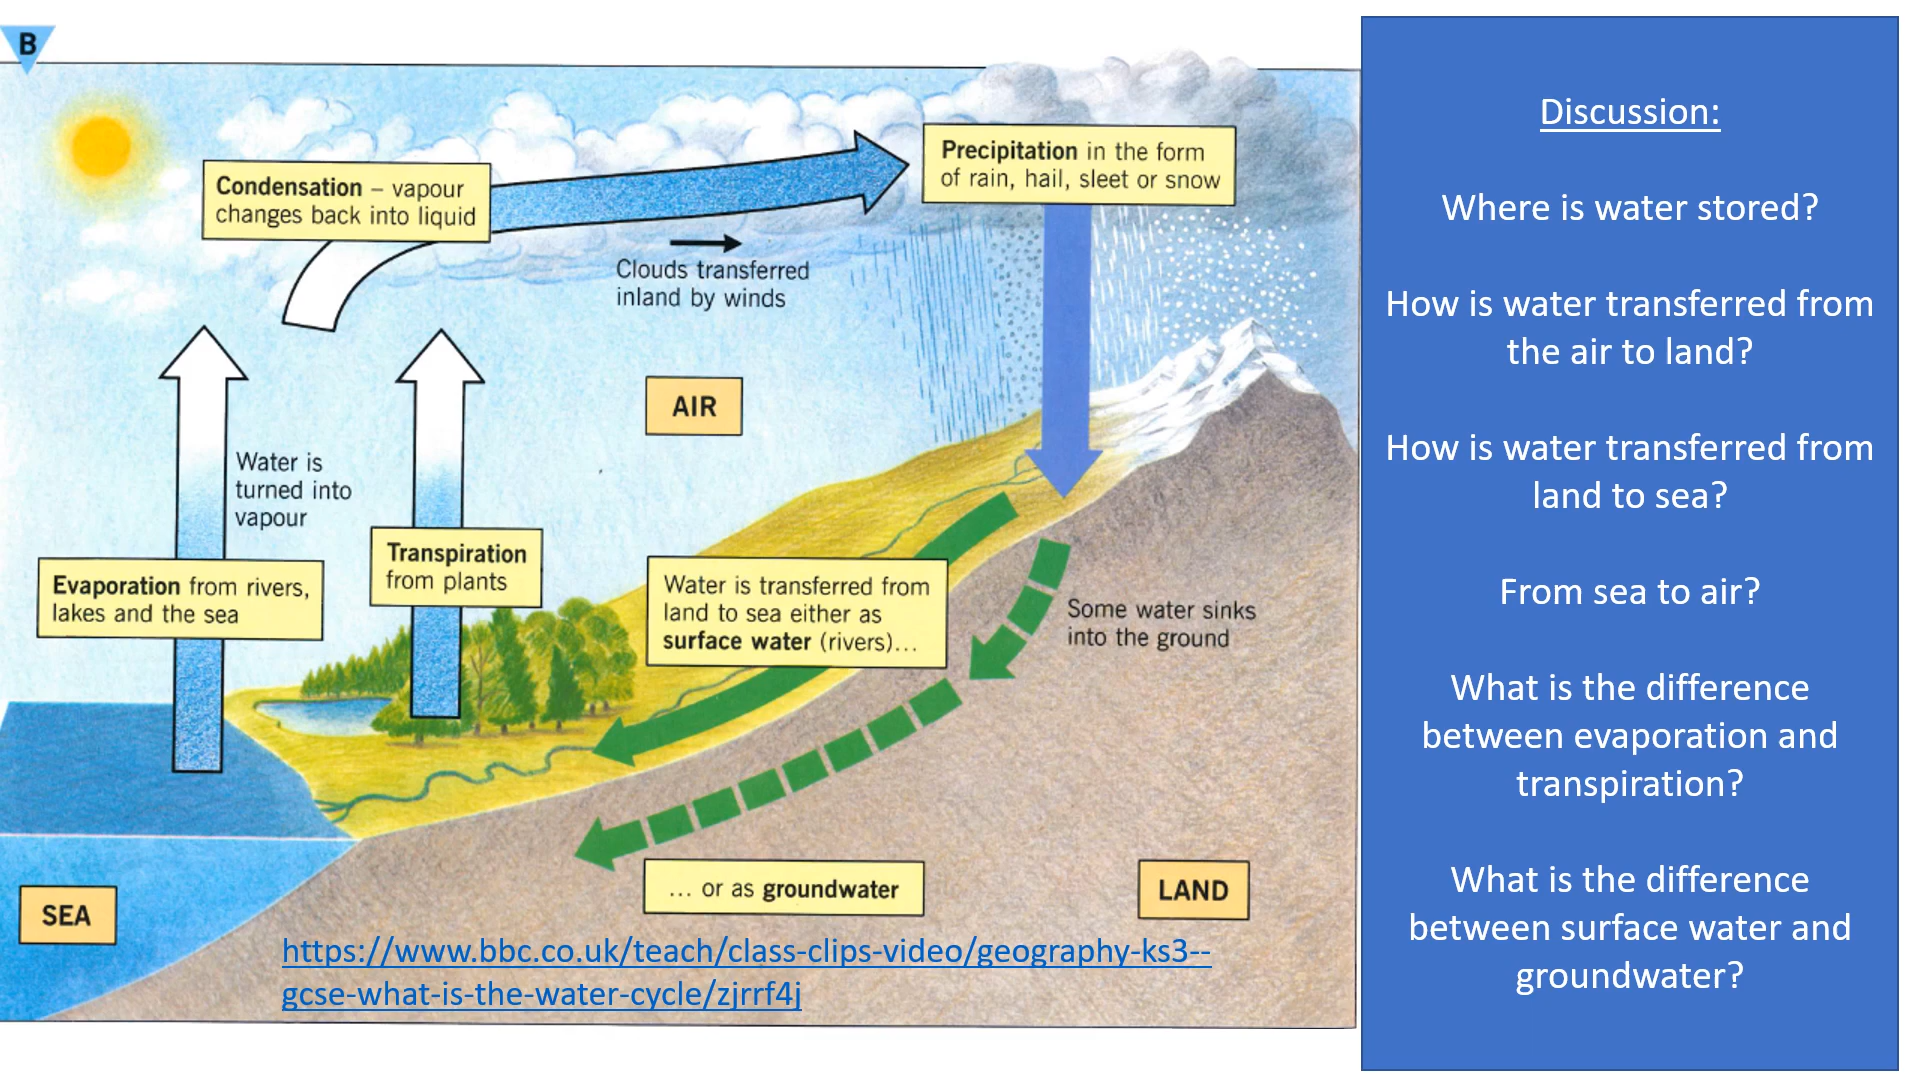 B
Condensation – vapour
changes back into liquid
Precipitation in the form
of rain, hail, sleet or snow
Clouds transferred
inland by winds
AIR
Water is
turned into
vapour
Evaporation from rivers,
lakes and the sea
Transpiration
from plants
Water is transferred from
land to sea either as
surface water (rivers)...
Some water sinks
into the ground
... or as groundwater
LAND
SEA
https://www.bbc.co.uk/teach/class-clips-video/geography-ks3--
gcse-what-is-the-water-cycle/zjrrf4j
Discussion:
Where is water stored?
How is water transferred from
the air to land?
How is water transferred from
land to sea?
From sea to air?
What is the difference
between evaporation and
transpiration?
What is the difference
between surface water and
groundwater?